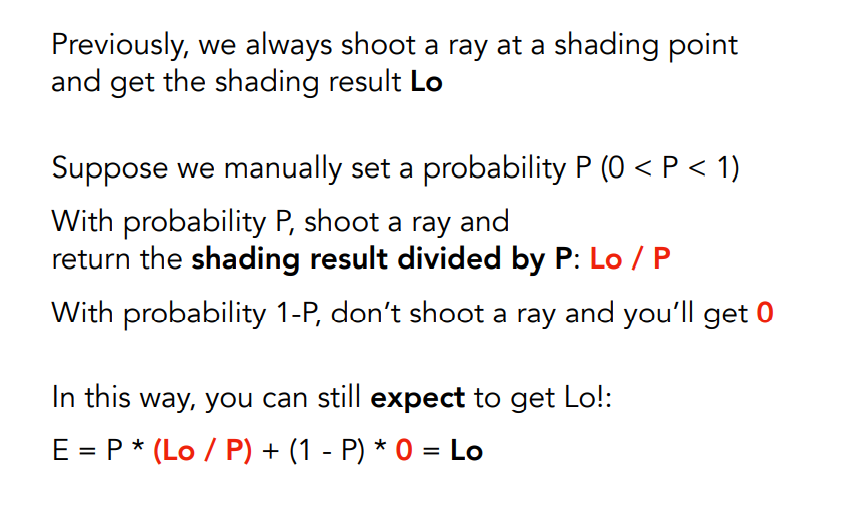 Previously, we always shoot a ray at a shading point
and get the shading result Lo
Suppose we manually set a probability P (0 < P < 1)
With probability P, shoot a ray and
return the shading result divided by P: Lo / P
With probability 1-P, don’t shoot a ray and you’ll get 0
In this way, you can still expect to get Lo!:
E = P * (Lo / P) + (1 - P) * 0 = Lo